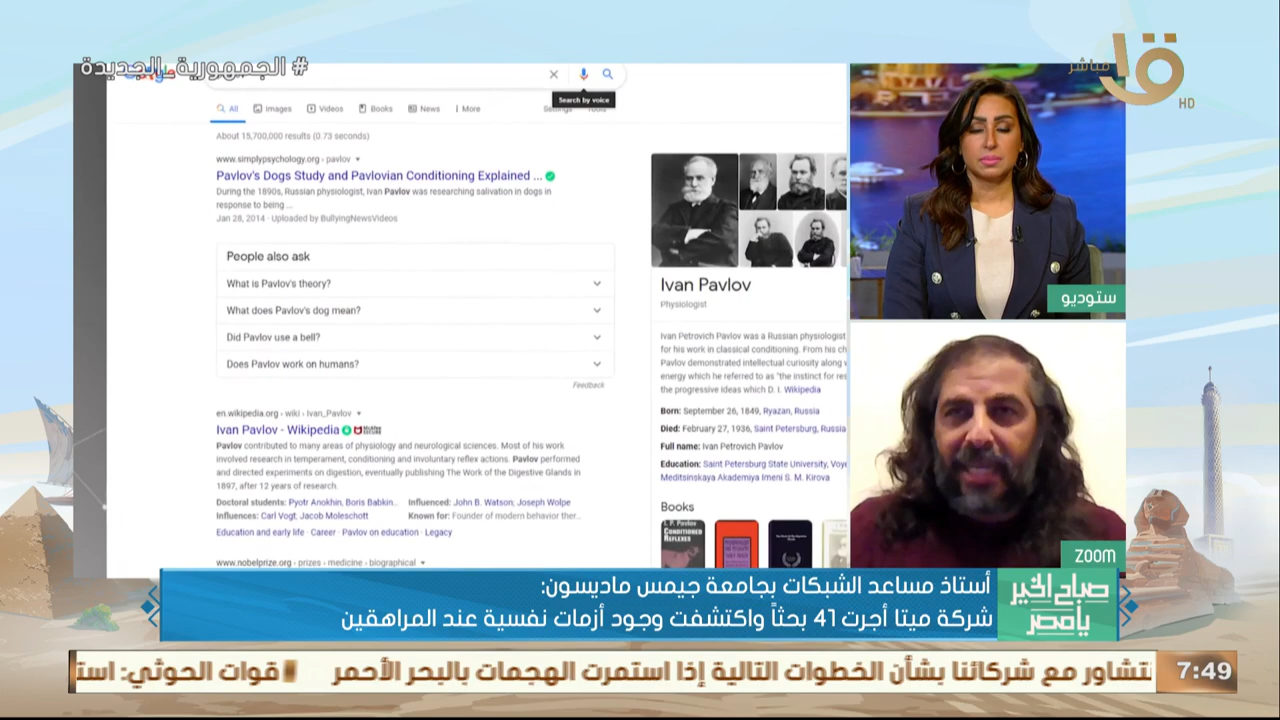 # الجمهورية_الجديدة
مباشر
HD
Search by voice
All Images Videos Books News More
Settings Tools
About 15,700,000 results (0.73 seconds)
www.simplypsychology.org › pavlov
Pavlov's Dogs Study and Pavlovian Conditioning Explained ...
During the 1890s, Russian physiologist, Ivan Pavlov was researching salivation in dogs in
response to being ...
Jan 28, 2014 · Uploaded by BullyingNewsVideos
People also ask
What is Pavlov's theory?
What does Pavlov's dog mean?
Did Pavlov use a bell?
Does Pavlov work on humans?
Feedback
en.wikipedia.org › wiki › Ivan_Pavlov
Ivan Pavlov - Wikipedia
Pavlov contributed to many areas of physiology and neurological sciences. Most of his work
involved research in temperament, conditioning and involuntary reflex actions. Pavlov performed
and directed experiments on digestion, eventually publishing The Work of the Digestive Glands in
1897, after 12 years of research.
Doctoral students: Pyotr Anokhin, Boris Babkin... Influenced: John B. Watson; Joseph Wolpe
Influences: Carl Vogt, Jacob Moleschott Known for: Founder of modern behavior ther...
Education and early life · Career · Pavlov on education · Legacy
www.nobelprize.org › prizes › medicine › biographical
Ivan Pavlov
Physiologist
Ivan Petrovich Pavlov was a Russian physiologist
for his work in classical conditioning. From his ch
Pavlov demonstrated intellectual curiosity along
energy which he referred to as "the instinct for res
the progressive ideas which D. I. Wikipedia
Born: September 26, 1849, Ryazan, Russia
Died: February 27, 1936, Saint Petersburg, Russia
Full name: Ivan Petrovich Pavlov
Education: Saint Petersburg State University, Voye
Meditsinskaya Akademiya Imeni S. M. Kirova
Books
I. P. Pavlov
CONDITIONED
REFLEXES
ستوديو
ZOOM
صباح الخير
يا مصر
أستاذ مساعد الشبكات بجامعة جيمس ماديسون:
شركة ميتا أجرت 41 بحثاً واكتشفت وجود أزمات نفسية عند المراهقين
نتشاور مع شركائنا بشأن الخطوات التالية إذا استمرت الهجمات بالبحر الأحمر قوات الحوثي: است
7:49